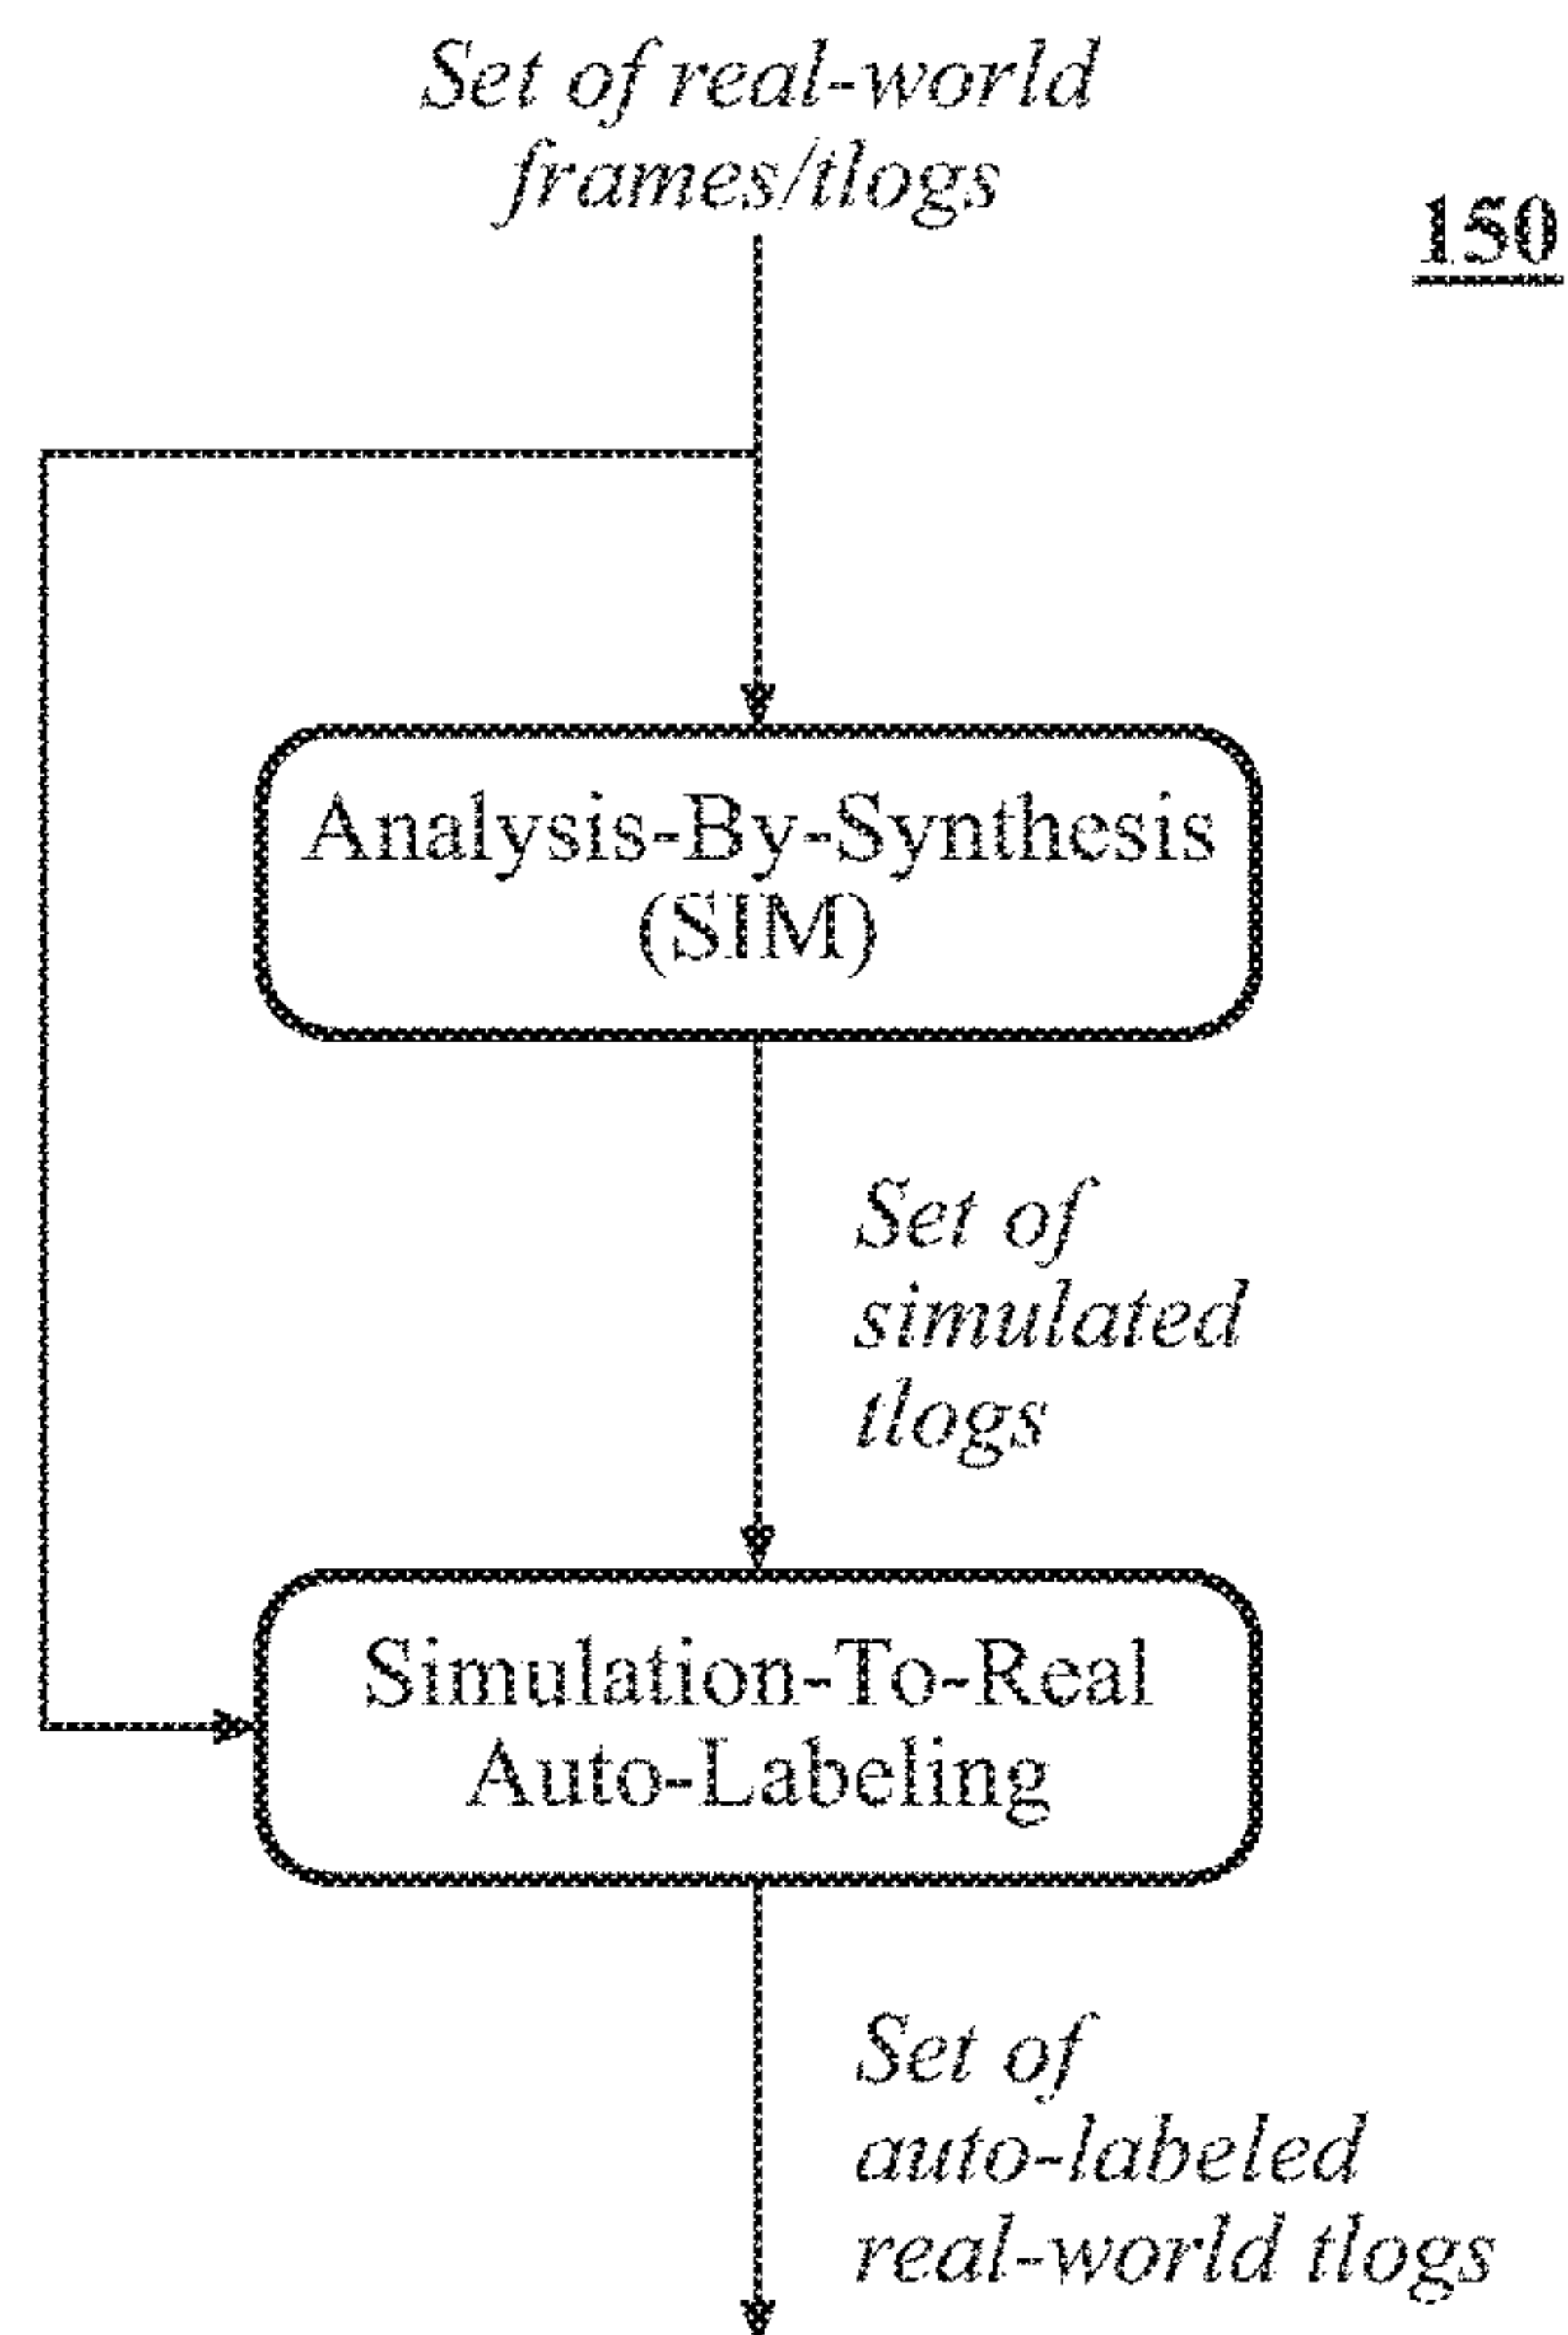 Set of real-world
frames/tlogs
150
Analysis-By-Synthesis
(SIM)
Set of
simulated
tlogs
Simulation-To-Real
Auto-Labeling
Set of
auto-labeled
real-world tlogs